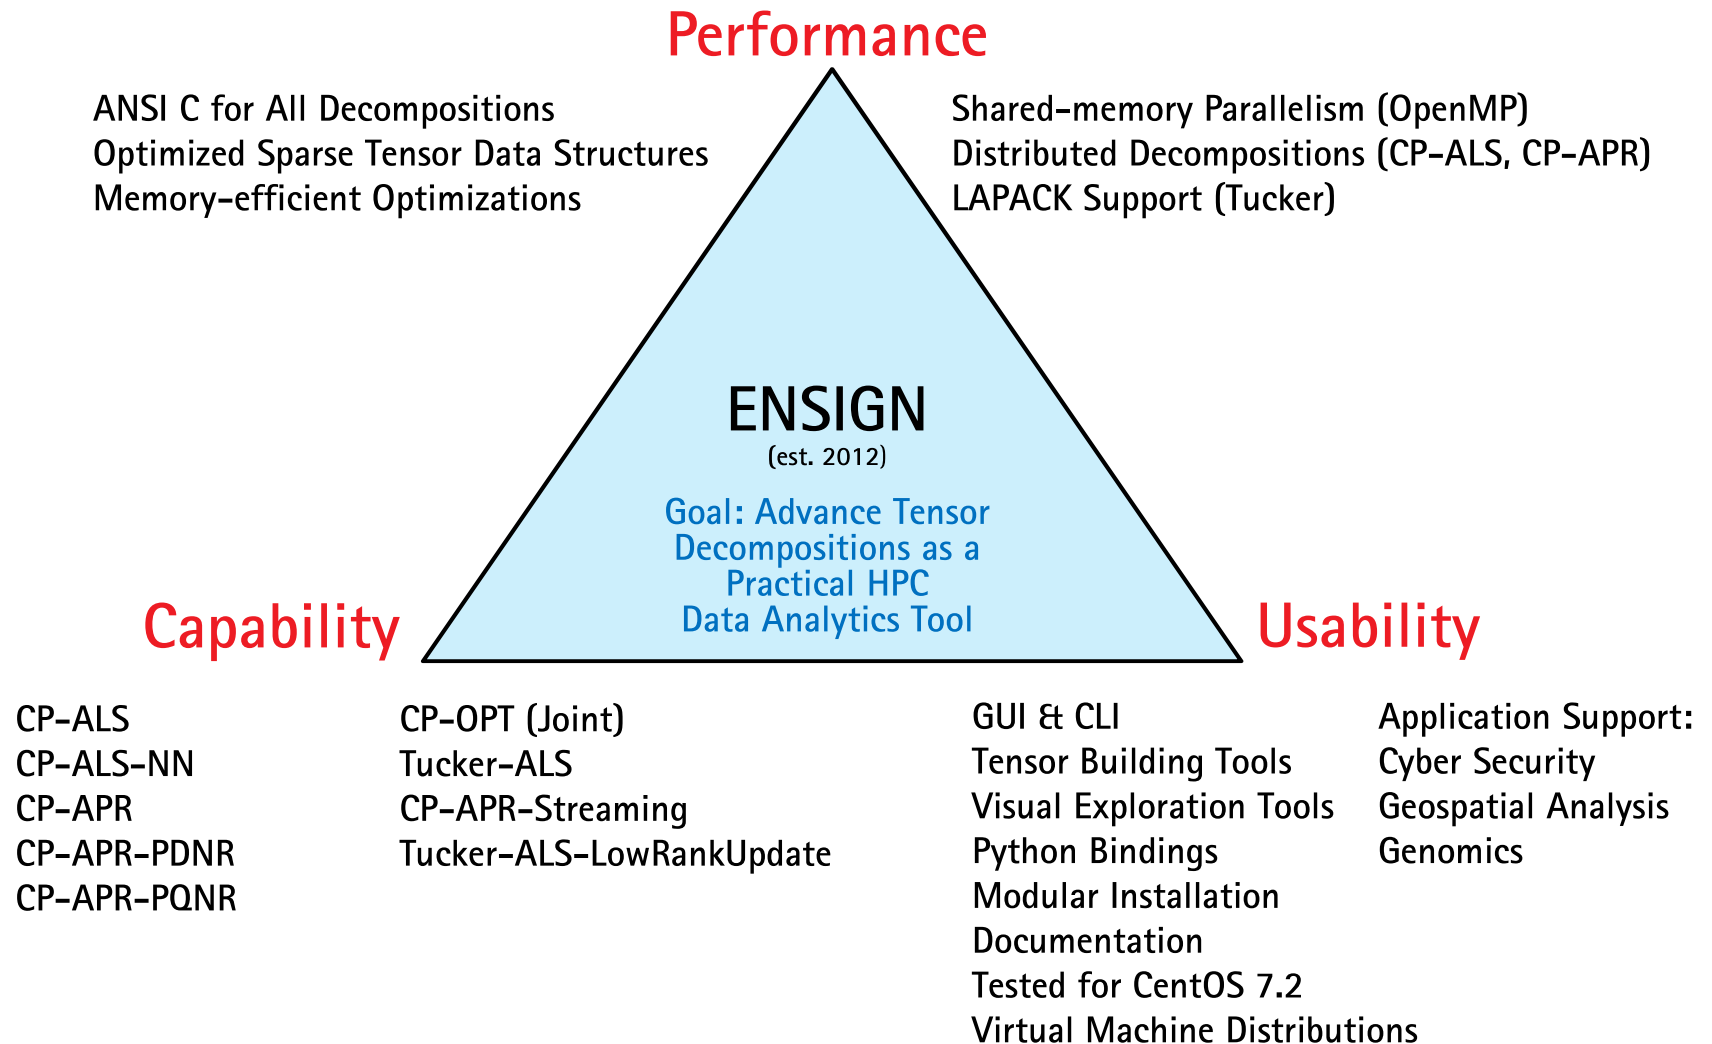 Performance
ANSI C for All Decompositions
Optimized Sparse Tensor Data Structures
Memory-efficient Optimizations
Shared-memory Parallelism (OpenMP)
Distributed Decompositions (CP-ALS, CP-APR)
LAPACK Support (Tucker)
ENSIGN
(est. 2012)
Goal: Advance Tensor
Decompositions as a
Practical HPC
Data Analytics Tool
Capability
CP-ALS
CP-ALS-NN
CP-APR
CP-APR-PDNR
CP-APR-PQNR
CP-OPT (Joint)
Tucker-ALS
CP-APR-Streaming
Tucker-ALS-LowRankUpdate
Usability
GUI & CLI
Tensor Building Tools
Visual Exploration Tools
Python Bindings
Modular Installation
Documentation
Tested for CentOS 7.2
Virtual Machine Distributions
Application Support:
Cyber Security
Geospatial Analysis
Genomics